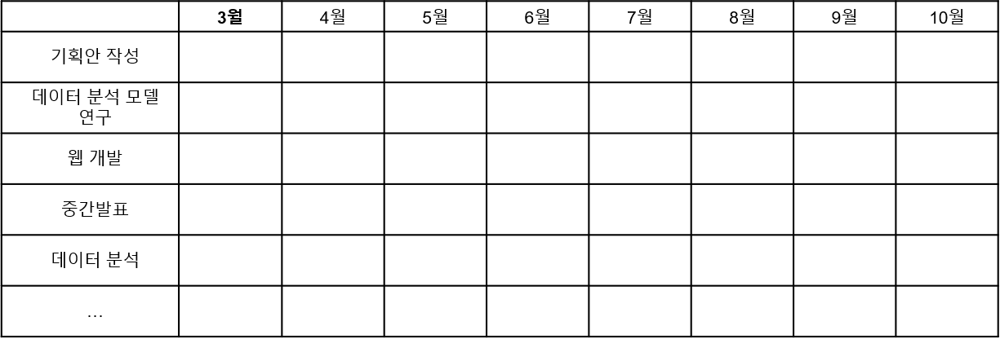 3월 4월 5월 6월 7월 8월 9월 10월
기획안 작성
데이터 분석 모델
연구
웹 개발
중간발표
데이터 분석
...